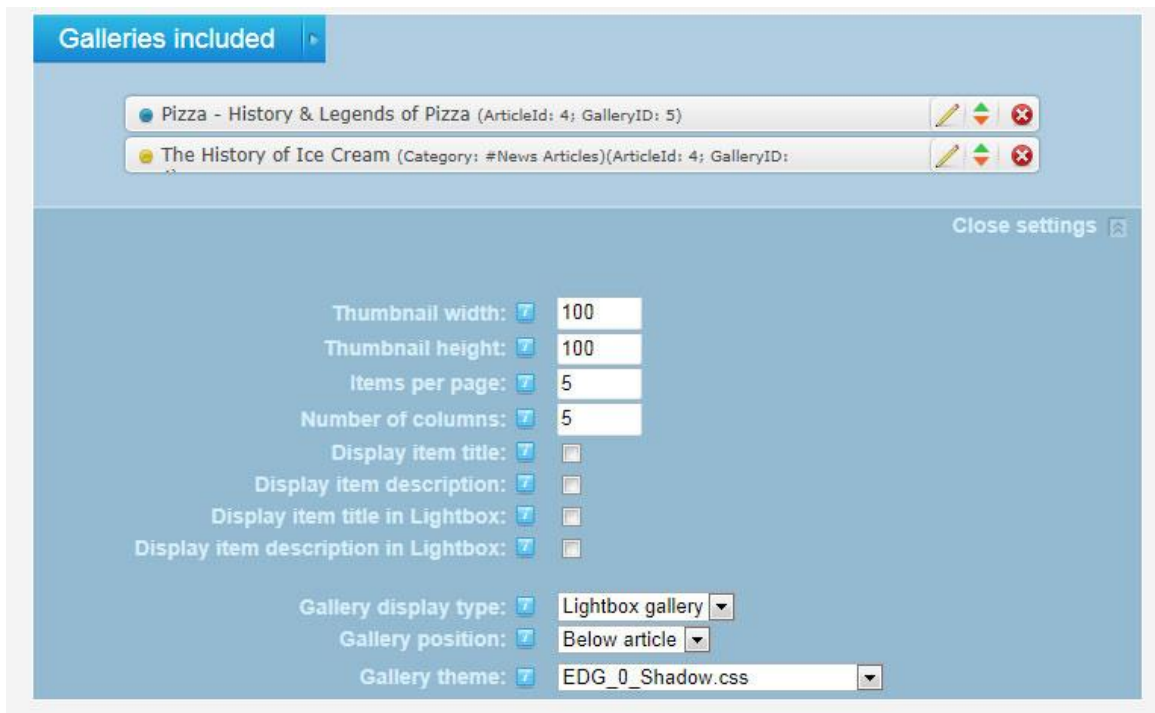 Galleries included
Pizza - History & Legends of Pizza (ArticleId: 4; GalleryID: 5)
The History of Ice Cream (Category: #News Articles)(ArticleId: 4; GalleryID:
Close settings
Thumbnail width: 100
Thumbnail height: 100
Items per page: 5
Number of columns: 5
Display item title:
Display item description:
Display item title in Lightbox:
Display item description in Lightbox:
Gallery display type: Lightbox gallery
Gallery position: Below article
Gallery theme: EDG_0_Shadow.css